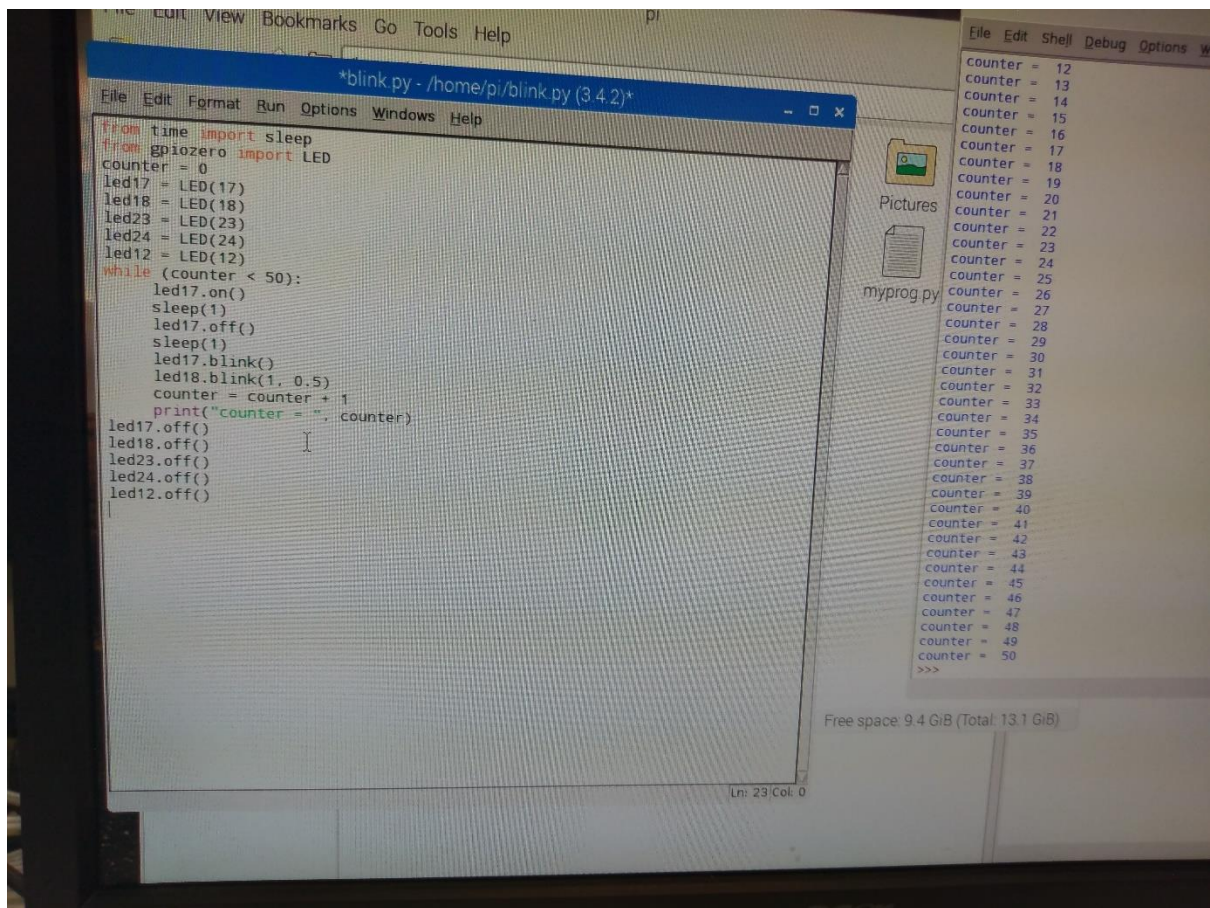 File Edit View Bookmarks Go Tools Help
pi
*blink.py - /home/pi/blink.py (3.4.2)*
File Edit Format Run Options Windows Help
from time import sleep
from gpiozero import LED
counter = 0
led17 = LED(17)
led18 = LED(18)
led23 = LED(23)
led24 = LED(24)
led12 = LED(12)
while (counter < 50):
led17.on()
sleep(1)
led17.off()
sleep(1)
led17.blink()
led18.blink(1, 0.5)
counter = counter + 1
print("counter = ", counter)
led17.off()
led18.off()
led23.off()
led24.off()
led12.off()
Ln: 23 Col: 0
Pictures
myprog.py
File Edit Shell Debug Options
counter = 12
counter = 13
counter = 14
counter = 15
counter = 16
counter = 17
counter = 18
counter = 19
counter = 20
counter = 21
counter = 22
counter = 23
counter = 24
counter = 25
counter = 26
counter = 27
counter = 28
counter = 29
counter = 30
counter = 31
counter = 32
counter = 33
counter = 34
counter = 35
counter = 36
counter = 37
counter = 38
counter = 39
counter = 40
counter = 41
counter = 42
counter = 43
counter = 44
counter = 45
counter = 46
counter = 47
counter = 48
counter = 49
counter = 50
>>>
Free space: 9.4 GiB (Total: 13.1 GiB)